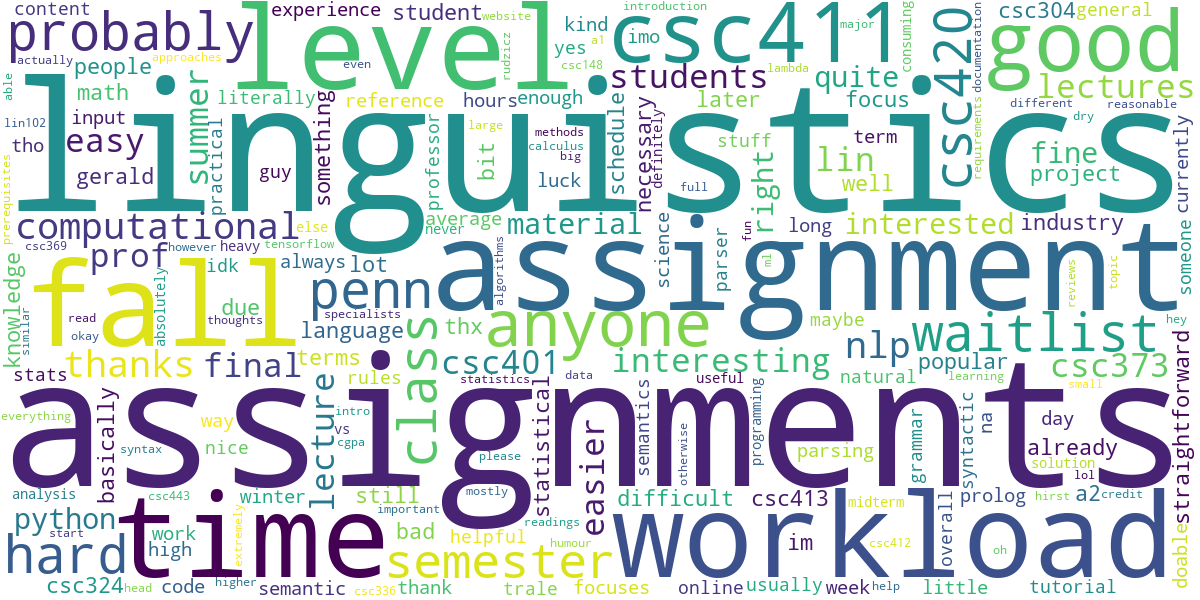 content
experience
student
website
introduction
kind
imo
csc411
major
csc304
general
probably
level
rudzicz
yes
a1
consuming
csc420
good
actually
approaches
even
csc148
lambda
documentation
able
people
math
summer
literally
reference
hours
enough
students
later
quite
focus
lectures
linguistics
lin102
input
tho
easy
practical
something
professor
large
bit
methods
calculus
big
schedule
necessary
definitely
stuff
term
lin
requirements
different
dry
reasonable
fine
project
currently
gerald
guy
luck
full
right
well
prerequisites
computational
else
average
never
material
fun
long
interested
industry
someone
csc369
prof
however
heavy
tensorflow
algorithms
science
parser
ml
assignment
reviews
topic
knowledge
fall
idk
always
lot
penn
absolutely
due
thoughts
specialists
similar
read
okay
language
thx
anyone
maybe
waitlist
hey
thanks
final
terms
class
csc401
interesting
nlp
popular
csc373
stats
rules
statistics
data
useful
natural
learning
small
straightforward
assignments
everything
basically
way
nice
lecture
intro
vs
cgpa
please
statistical
easier
semantics
otherwise
programming
parsing
grammar
syntactic
na
day
already
solution
lol
syntax
analysis
csc443
winter
still
mostly
important
difficult
csc413
midterm
overall
prolog
hirst
a2
credit
doable
python
start
work
high
extremely
time
bad
helpful
readings
humour
im
workload
csc412
oh
hard
semester
csc324
head
code
higher
semantic
csc336
thank
trale
focuses
online
usually
week
help
little
tutorial